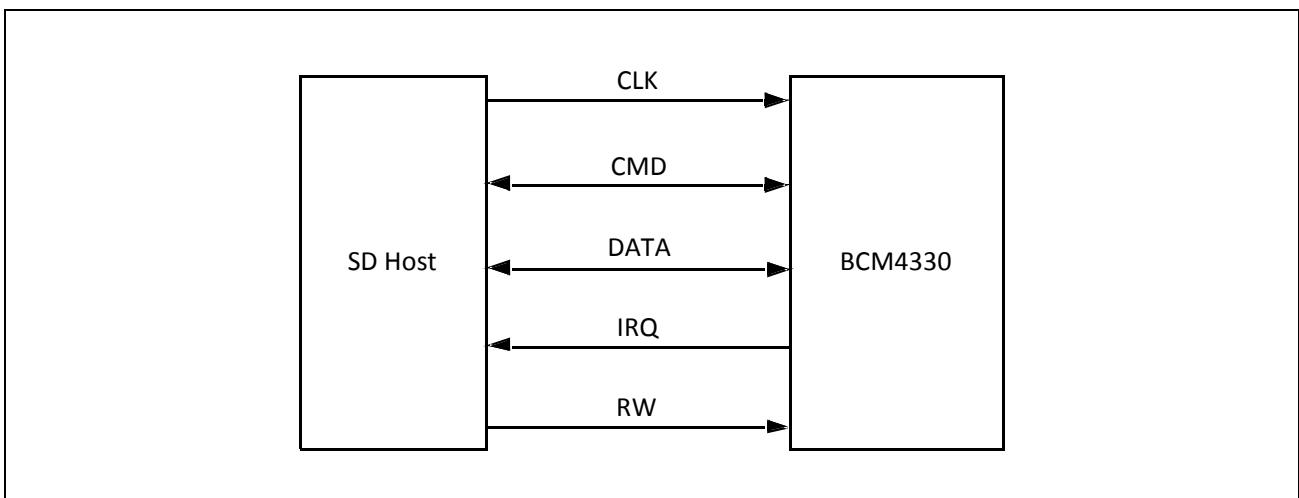 CLK
CMD
DATA
SD Host
BCM4330
IRQ
RW